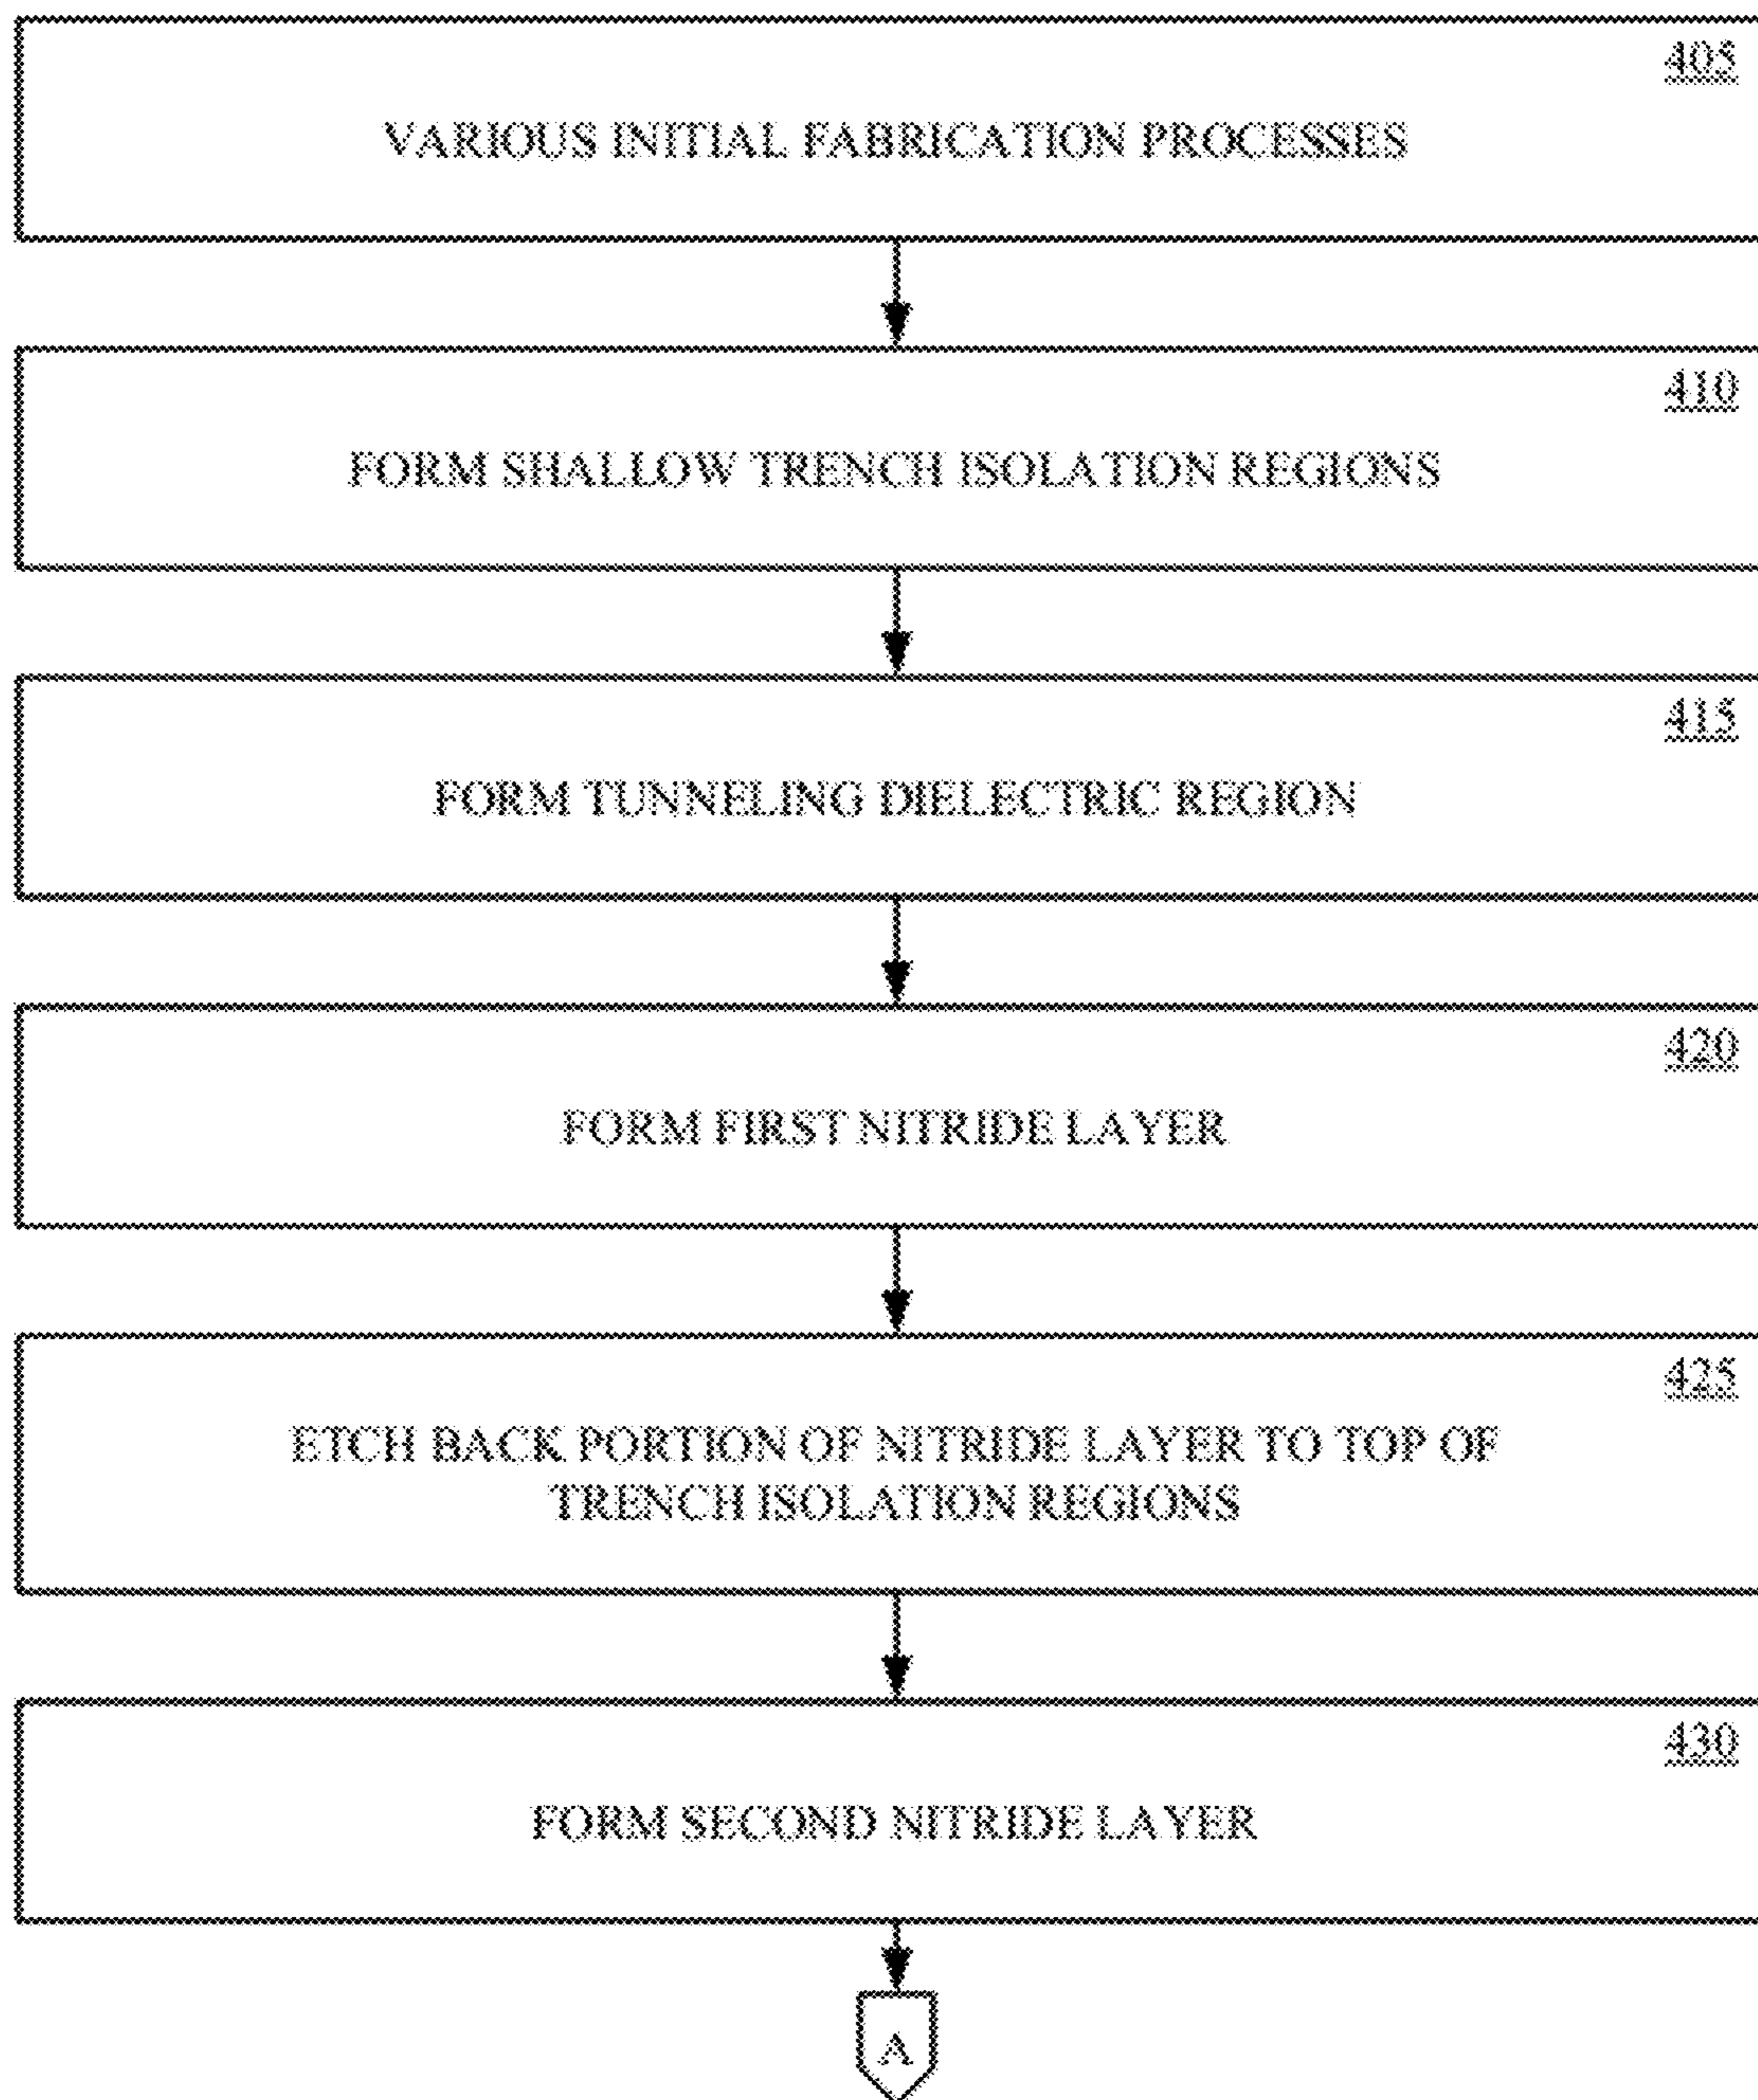 405
VARIOUS INITIAL FABRICATION PROCESSES
410
FORM SHALLOW TRENCH ISOLATION REGIONS
415
FORM TUNNELING DIELECTRIC REGION
420
FORM FIRST NITRIDE LAYER
425
ETCH BACK PORTION OF NITRIDE LAYER TO TOP OF
TRENCH ISOLATION REGIONS
430
FORM SECOND NITRIDE LAYER
A